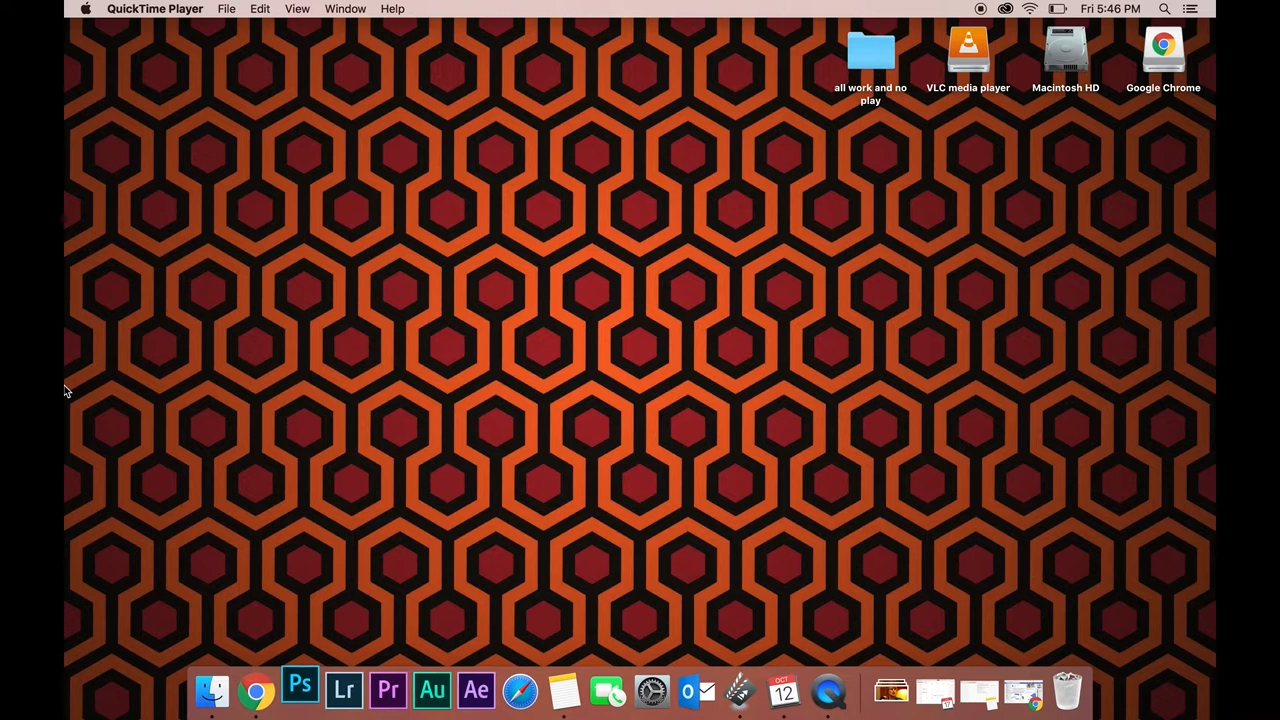 QuickTime Player File Edit View Window Help Fri 5:46 PM
all work and no play
VLC media player
Macintosh HD
Google Chrome
Ps Lr Pr Au Ae OCT 12
17